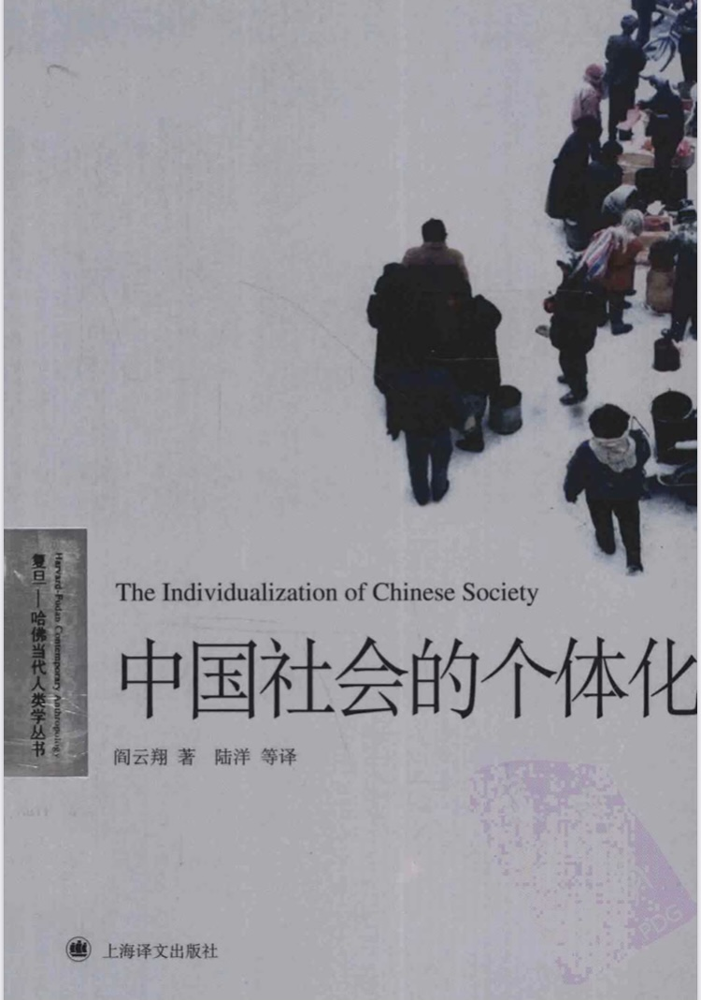 The Individualization of Chinese Society
中国社会的个体化
阎云翔 著 陆洋 等译
Harvard-Fudan Contemporary Anthropology
复旦—哈佛当代人类学丛书
上海译文出版社
PDG